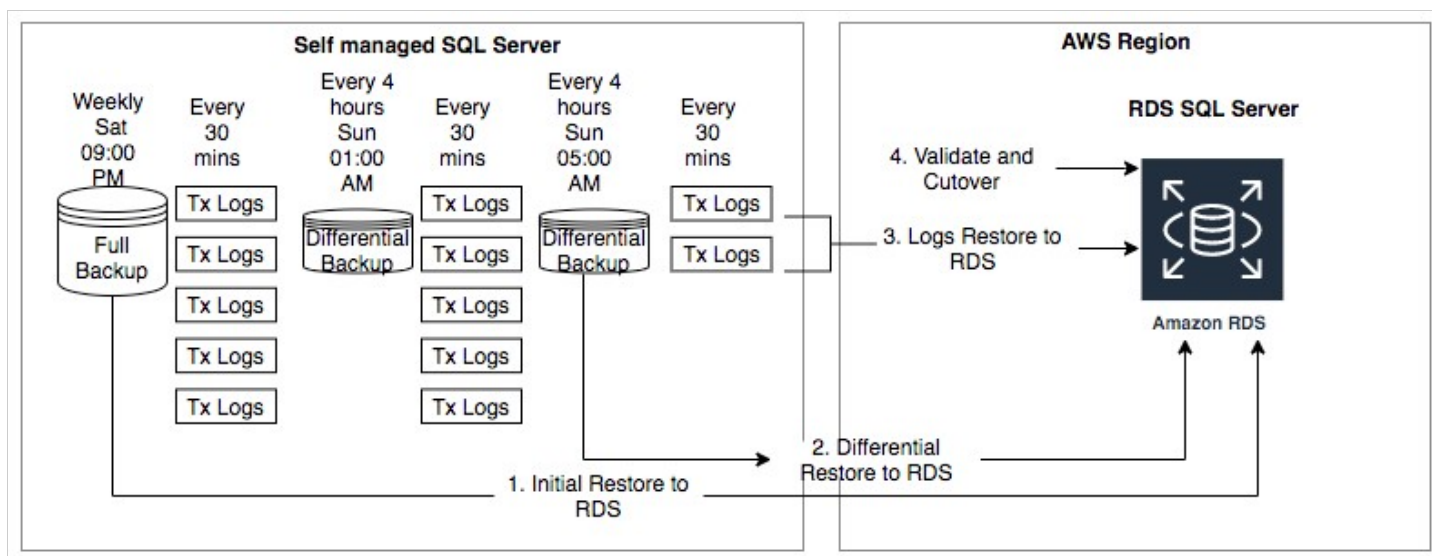 Self managed SQL Server
Weekly
Sat
09:00
PM
Full
Backup
Every
30
mins
Tx Logs
Tx Logs
Tx Logs
Tx Logs
Tx Logs
Every 4
hours
Sun
01:00
AM
Differential
Backup
Every
30
mins
Tx Logs
Tx Logs
Tx Logs
Tx Logs
Tx Logs
Every 4
hours
Sun
05:00
AM
Differential
Backup
Every
30
mins
Tx Logs
Tx Logs
AWS Region
RDS SQL Server
4. Validate and
Cutover
3. Logs Restore to
RDS
Amazon RDS
2. Differential
Restore to RDS
1. Initial Restore to
RDS